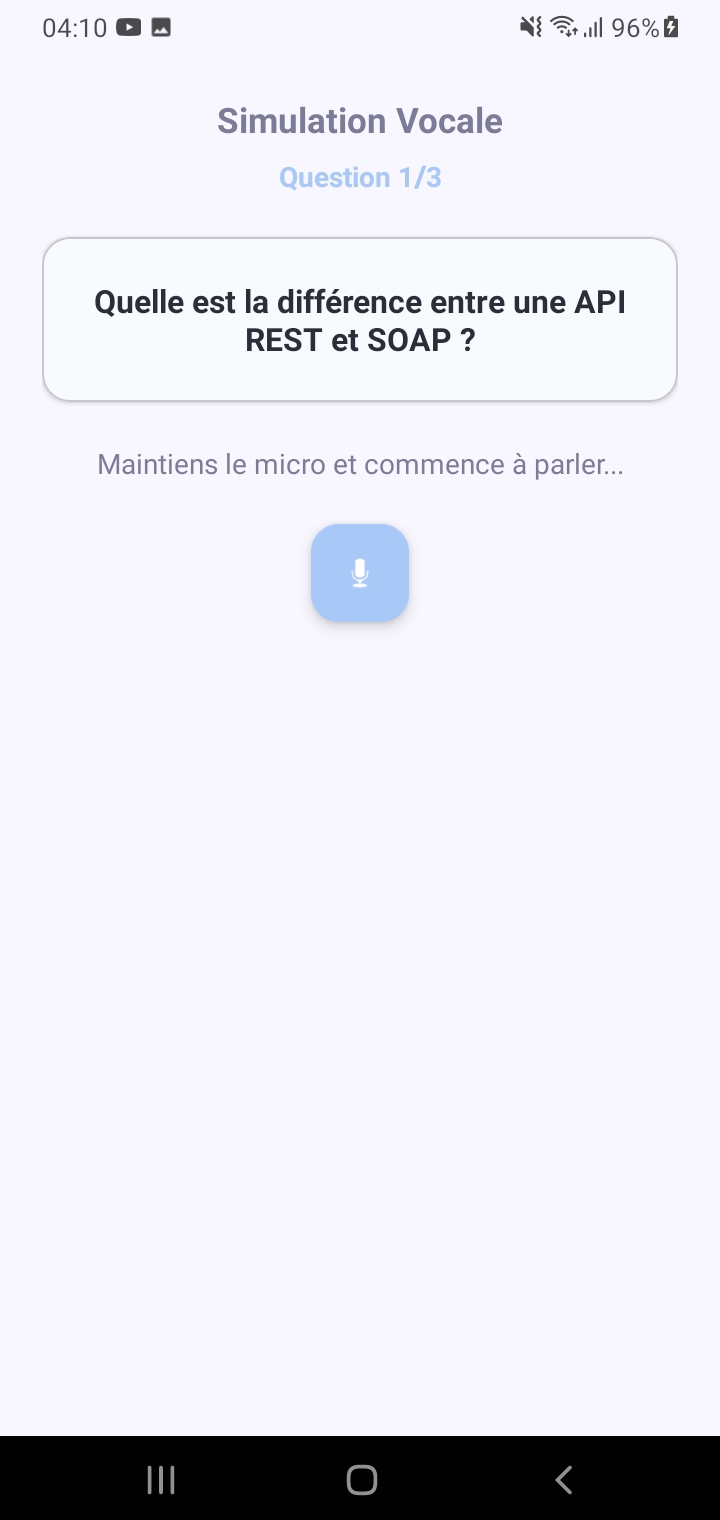 04:10 96%
Simulation Vocale
Question 1/3
Quelle est la différence entre une API
REST et SOAP ?
Maintiens le micro et commence à parler...